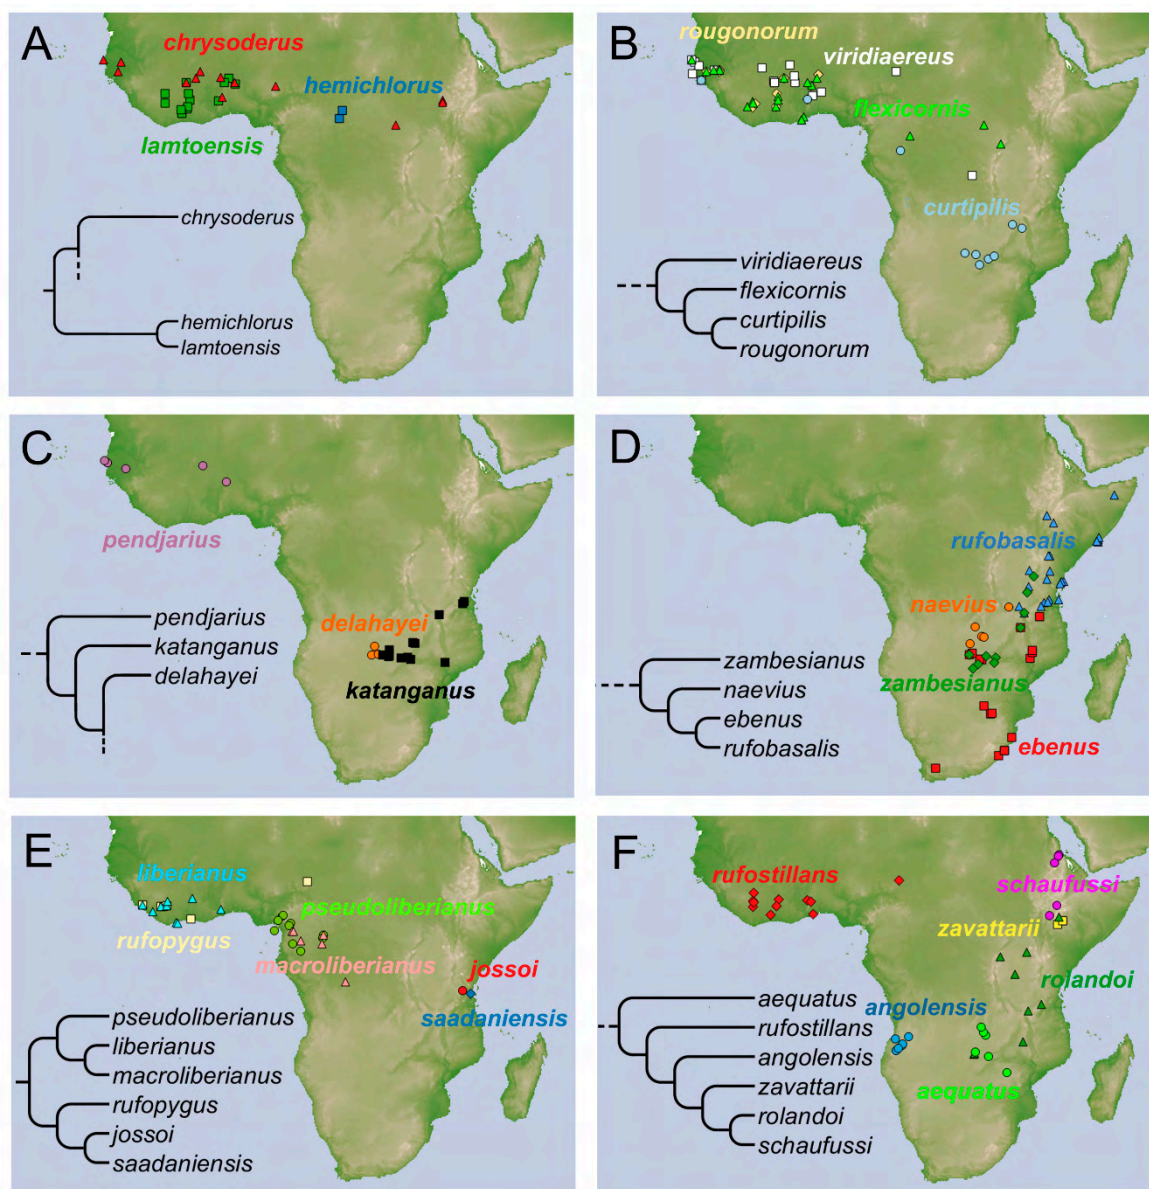 A
chrysoderus
hemichlorus
lamtoensis
chrysoderus
hemichlorus
lamtoensis
B
rougonorum
viridiaereus
flexicornis
curtipilis
viridiaereus
flexicornis
curtipilis
rougonorum
C
pendjarius
delahayei
katanganus
pendjarius
katanganus
delahayei
D
rufobasalis
naevius
zambesianus
ebenus
zambesianus
naevius
ebenus
rufobasalis
E
liberianus
pseudoliberianus
rufopygus
macroliberianus
jossoi
saadaniensis
pseudoliberianus
liberianus
macroliberianus
rufopygus
jossoi
saadaniensis
F
rufostillans
schaufussi
zavattarii
rolandoi
angolensis
aequatus
aequatus
rufostillans
angolensis
zavattarii
rolandoi
schaufussi